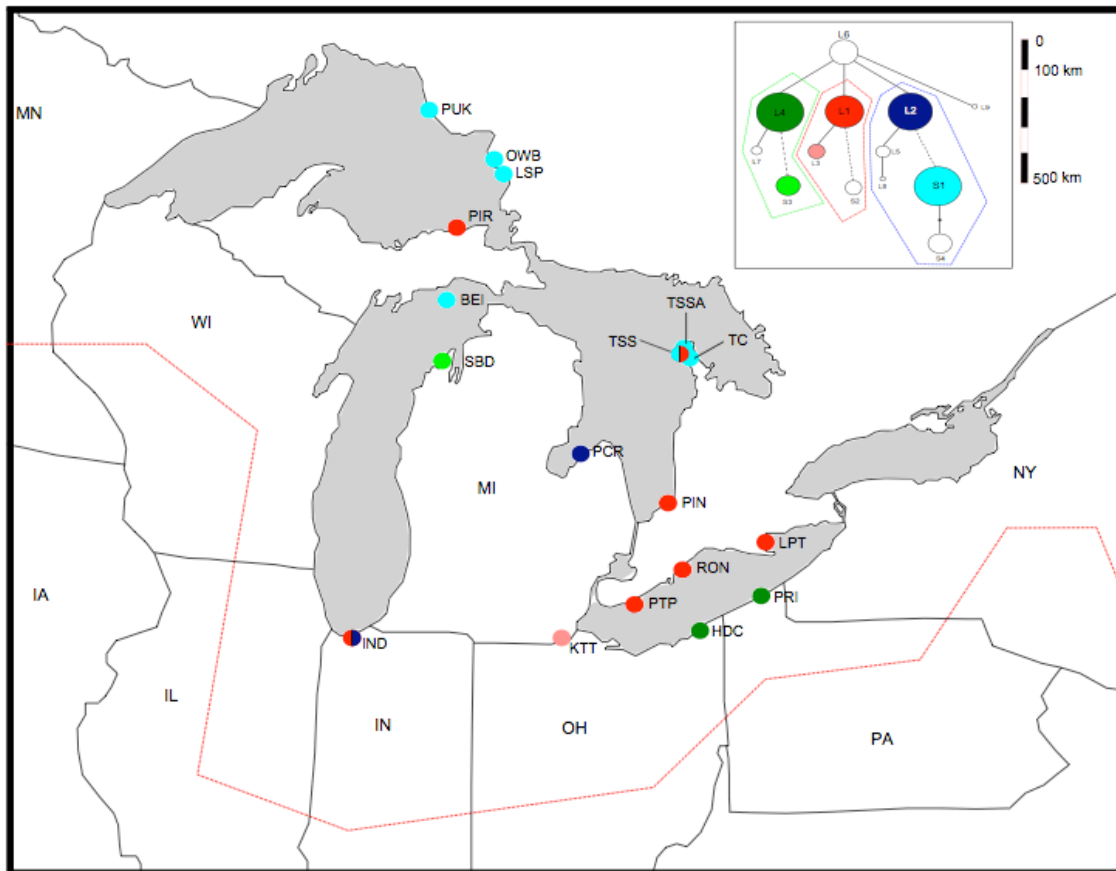 L6
0
100 km
MN
PUK
L4
L1
L2
L9
L7
L3
L5
L8
OWB
LSP
S3
S2
S1
500 km
S4
PIR
BEI
TSSA
WI
TSS
TC
SBD
PCR
NY
MI
PIN
LPT
IA
RON
PRI
PTP
HDC
IND
KTT
IL
IN
OH
PA